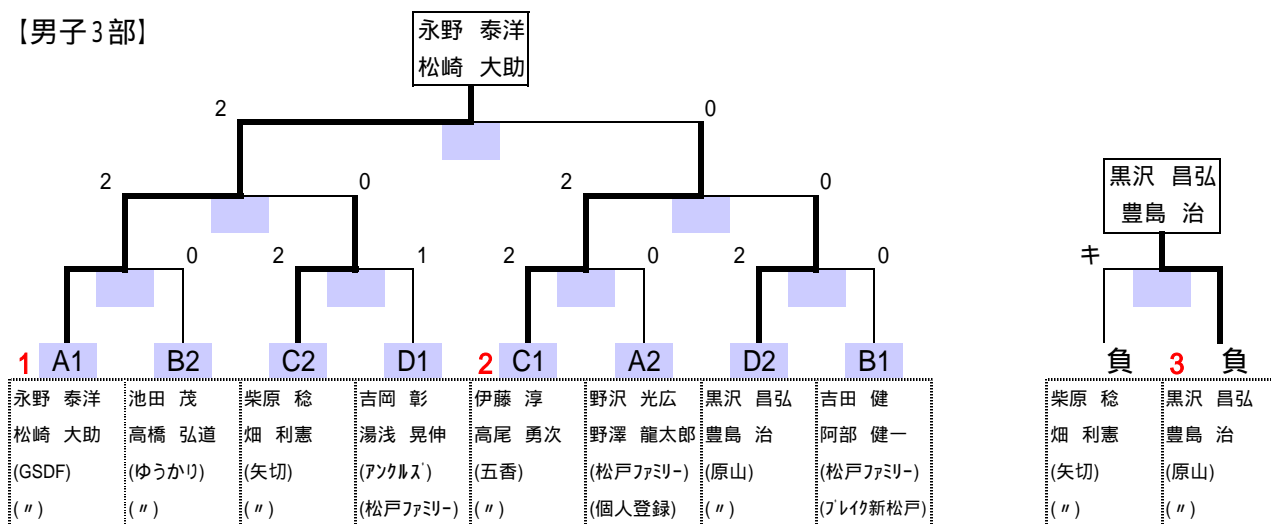 【男子3部】
永野 泰洋
松崎 大助
2 0
黒沢 昌弘
豊島 治
2 0 2 0
0 2 1 2 0 2 0
キ
1 A1 B2 C2 D1 2 C1 A2 D2 B1
負 3 負
永野 泰洋 池田 茂 柴原 稔 吉岡 彰 伊藤 淳 野沢 光広 黒沢 昌弘 吉田 健
松崎 大助 高橋 弘道 畑 利憲 湯浅 晃伸 高尾 勇次 野澤 龍太郎 豊島 治 阿部 健一
(GSDF) (ゆうかり) (矢切) (アンクルズ) (五香) (松戸ファミリー) (原山) (松戸ファミリー)
(〃) (〃) (〃) (松戸ファミリー) (〃) (個人登録) (〃) (ブレイク新松戸)
柴原 稔 黒沢 昌弘
畑 利憲 豊島 治
(矢切) (原山)
(〃) (〃)